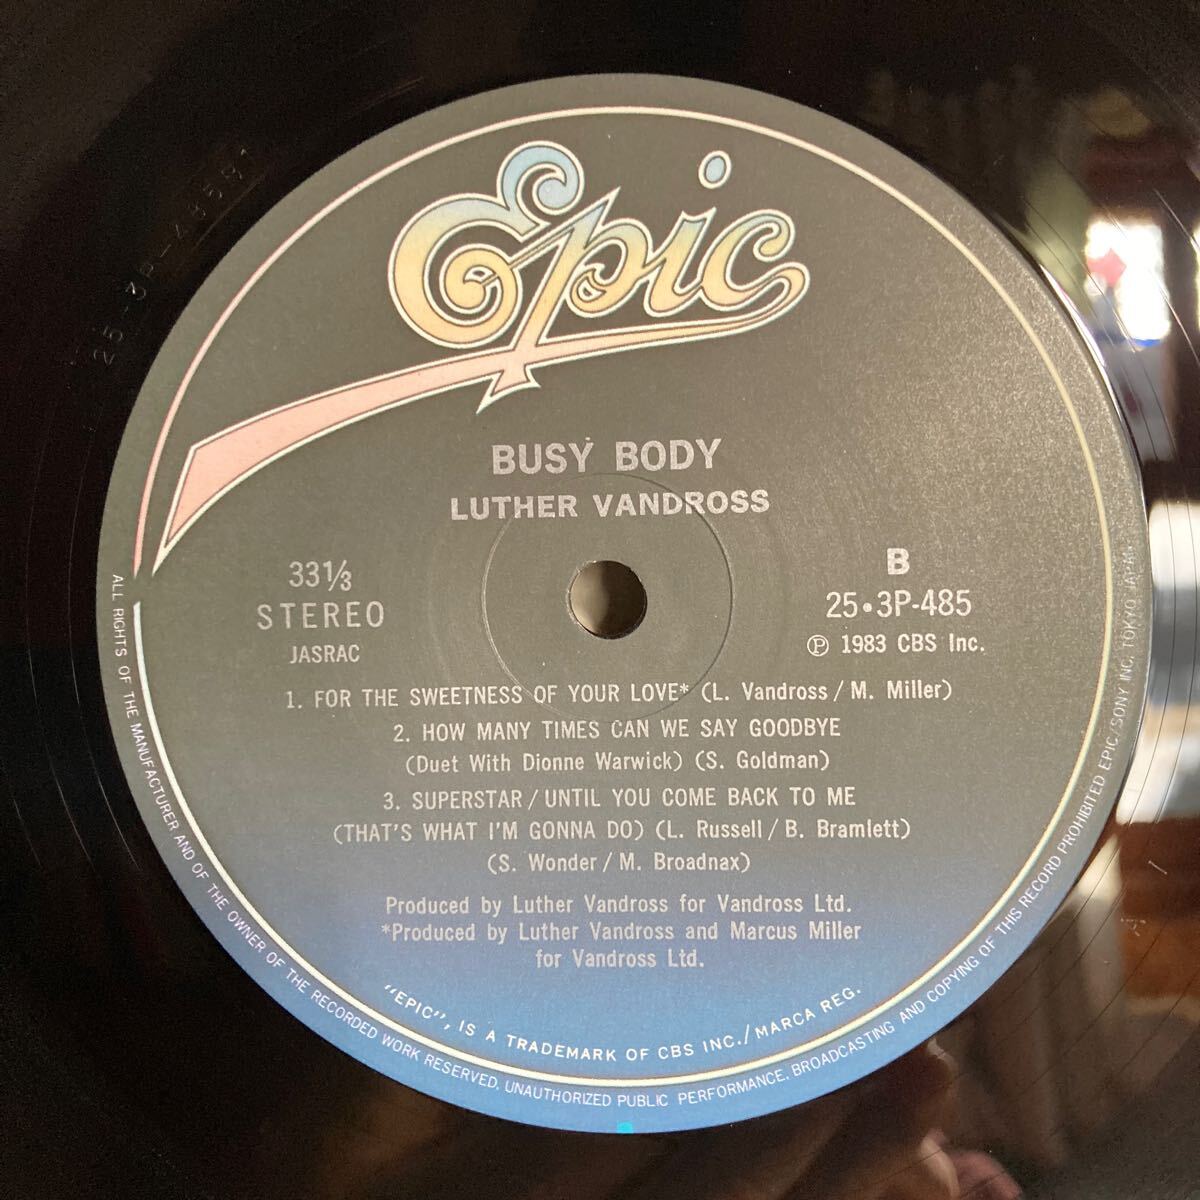 Epic
BUSY BODY
LUTHER VANDROSS
33⅓
STEREO
JASRAC
B
25•3P-485
Ⓟ 1983 CBS Inc.
1. FOR THE SWEETNESS OF YOUR LOVE* (L. Vandross/M. Miller)
2. HOW MANY TIMES CAN WE SAY GOODBYE
(Duet With Dionne Warwick) (S. Goldman)
3. SUPERSTAR/UNTIL YOU COME BACK TO ME
(THAT'S WHAT I'M GONNA DO) (L. Russell/B. Bramlett)
(S. Wonder/M. Broadnax)
Produced by Luther Vandross for Vandross Ltd.
*Produced by Luther Vandross and Marcus Miller
for Vandross Ltd.
"EPIC", IS A TRADEMARK OF CBS INC./MARCA REG.
ALL RIGHTS OF THE MANUFACTURER AND OF THE OWNER OF THE RECORDED WORK RESERVED. UNAUTHORIZED PUBLIC PERFORMANCE, BROADCASTING AND COPYING OF THIS RECORD PROHIBITED EPIC/SONY INC. TOKYO JAPAN